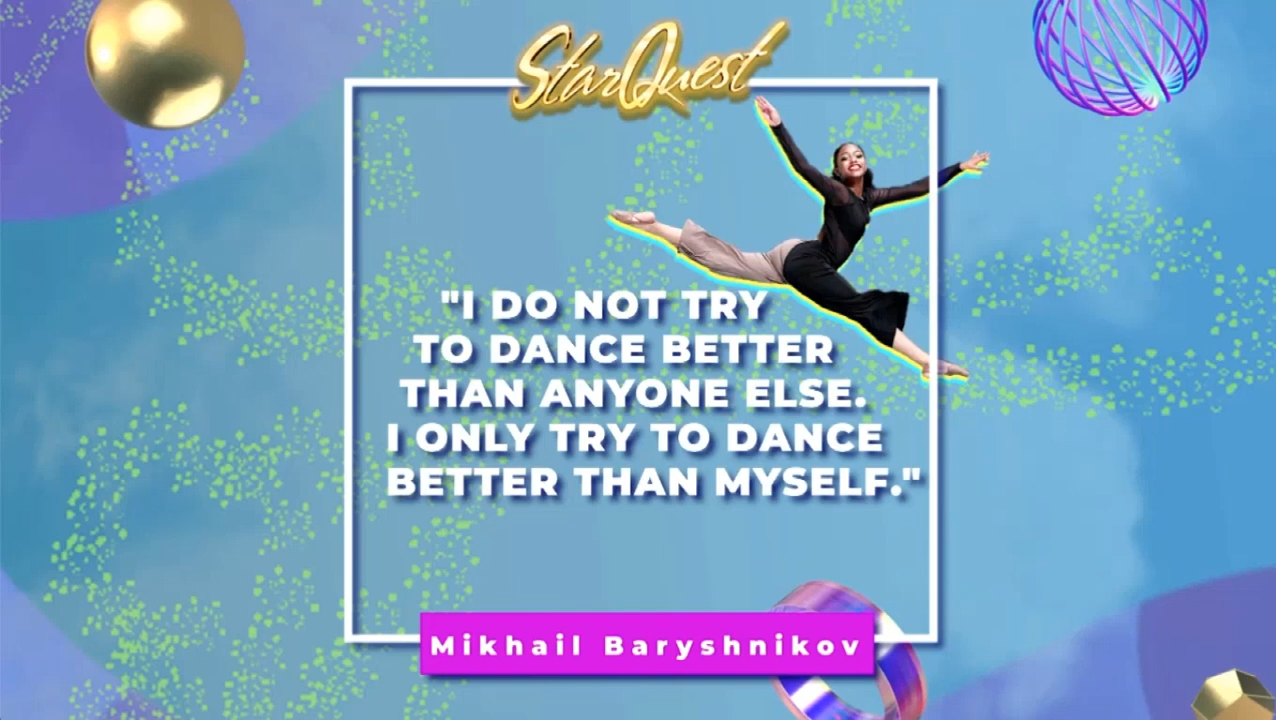 StarQuest
"I DO NOT TRY
TO DANCE BETTER
THAN ANYONE ELSE.
I ONLY TRY TO DANCE
BETTER THAN MYSELF."
Mikhail Baryshnikov